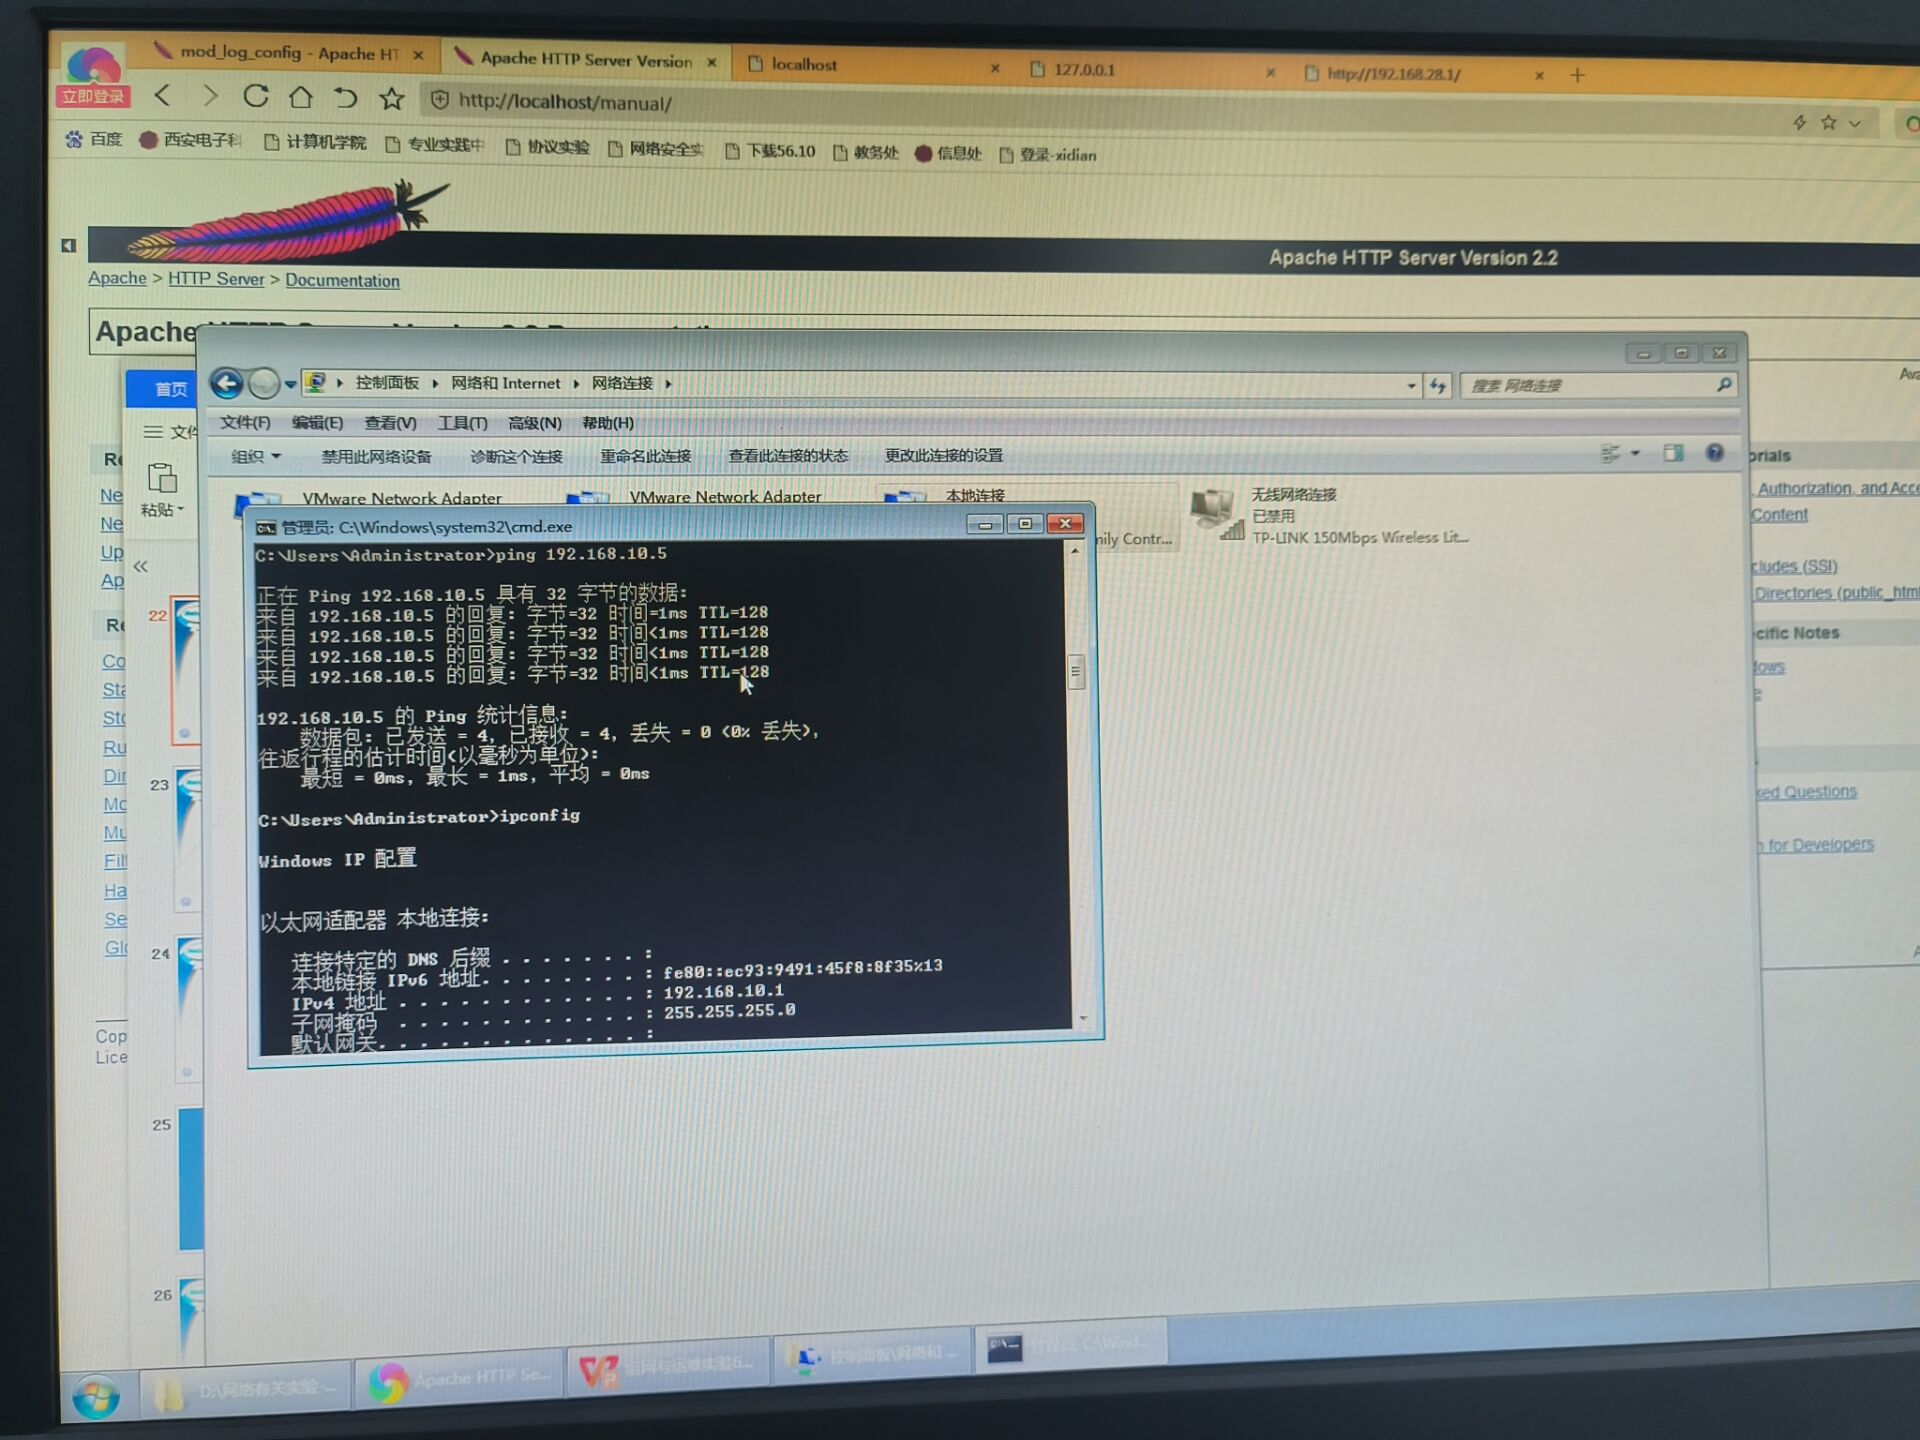 mod_log_config - Apache HT
Apache HTTP Server Version
localhost
127.0.0.1
http://192.168.28.1/
立即登录
http://localhost/manual/
百度
西安电子科
计算机学院
专业实践中
协议实验
网络安全实
下载56.10
教务处
信息处
登录-xidian
Apache HTTP Server Version 2.2
Apache > HTTP Server > Documentation
Apache
首页
控制面板
网络和 Internet
网络连接
搜索 网络连接
文件(F)
编辑(E)
查看(V)
工具(T)
高级(N)
帮助(H)
组织
禁用此网络设备
诊断这个连接
重命名此连接
查看此连接的状态
更改此连接的设置
粘贴
VMware Network Adapter
VMware Network Adapter
本地连接
mily Contr...
无线网络连接
已禁用
TP-LINK 150Mbps Wireless Lit...
管理员: C:\Windows\system32\cmd.exe
C:\Users\Administrator>ping 192.168.10.5
正在 Ping 192.168.10.5 具有 32 字节的数据:
来自 192.168.10.5 的回复: 字节=32 时间=1ms TTL=128
来自 192.168.10.5 的回复: 字节=32 时间<1ms TTL=128
来自 192.168.10.5 的回复: 字节=32 时间<1ms TTL=128
来自 192.168.10.5 的回复: 字节=32 时间<1ms TTL=128
192.168.10.5 的 Ping 统计信息:
数据包: 已发送 = 4, 已接收 = 4, 丢失 = 0 (0% 丢失),
往返行程的估计时间(以毫秒为单位):
最短 = 0ms, 最长 = 1ms, 平均 = 0ms
C:\Users\Administrator>ipconfig
Windows IP 配置
以太网适配器 本地连接:
连接特定的 DNS 后缀 . . . . . . . :
本地链接 IPv6 地址. . . . . . . . : fe80::ec93:9491:45f8:8f35%13
IPv4 地址 . . . . . . . . . . . . : 192.168.10.1
子网掩码 . . . . . . . . . . . . : 255.255.255.0
默认网关. . . . . . . . . . . . . :
Re
Ne
Ne
Up
Ap
Re
Co
Sta
Sto
Ru
Dir
Mo
Mu
Filt
Ha
Se
Glo
Cop
Lice
22
23
24
25
26
Ava
orials
, Authorization, and Acce
Content
cludes (SSI)
Directories (public_html
cific Notes
dows
ked Questions
n for Developers
D:\网络有关实验-...
Apache HTTP Se...
组网与运维实验6...
控制面板\网络和 ...
管理员: C:\Wind...